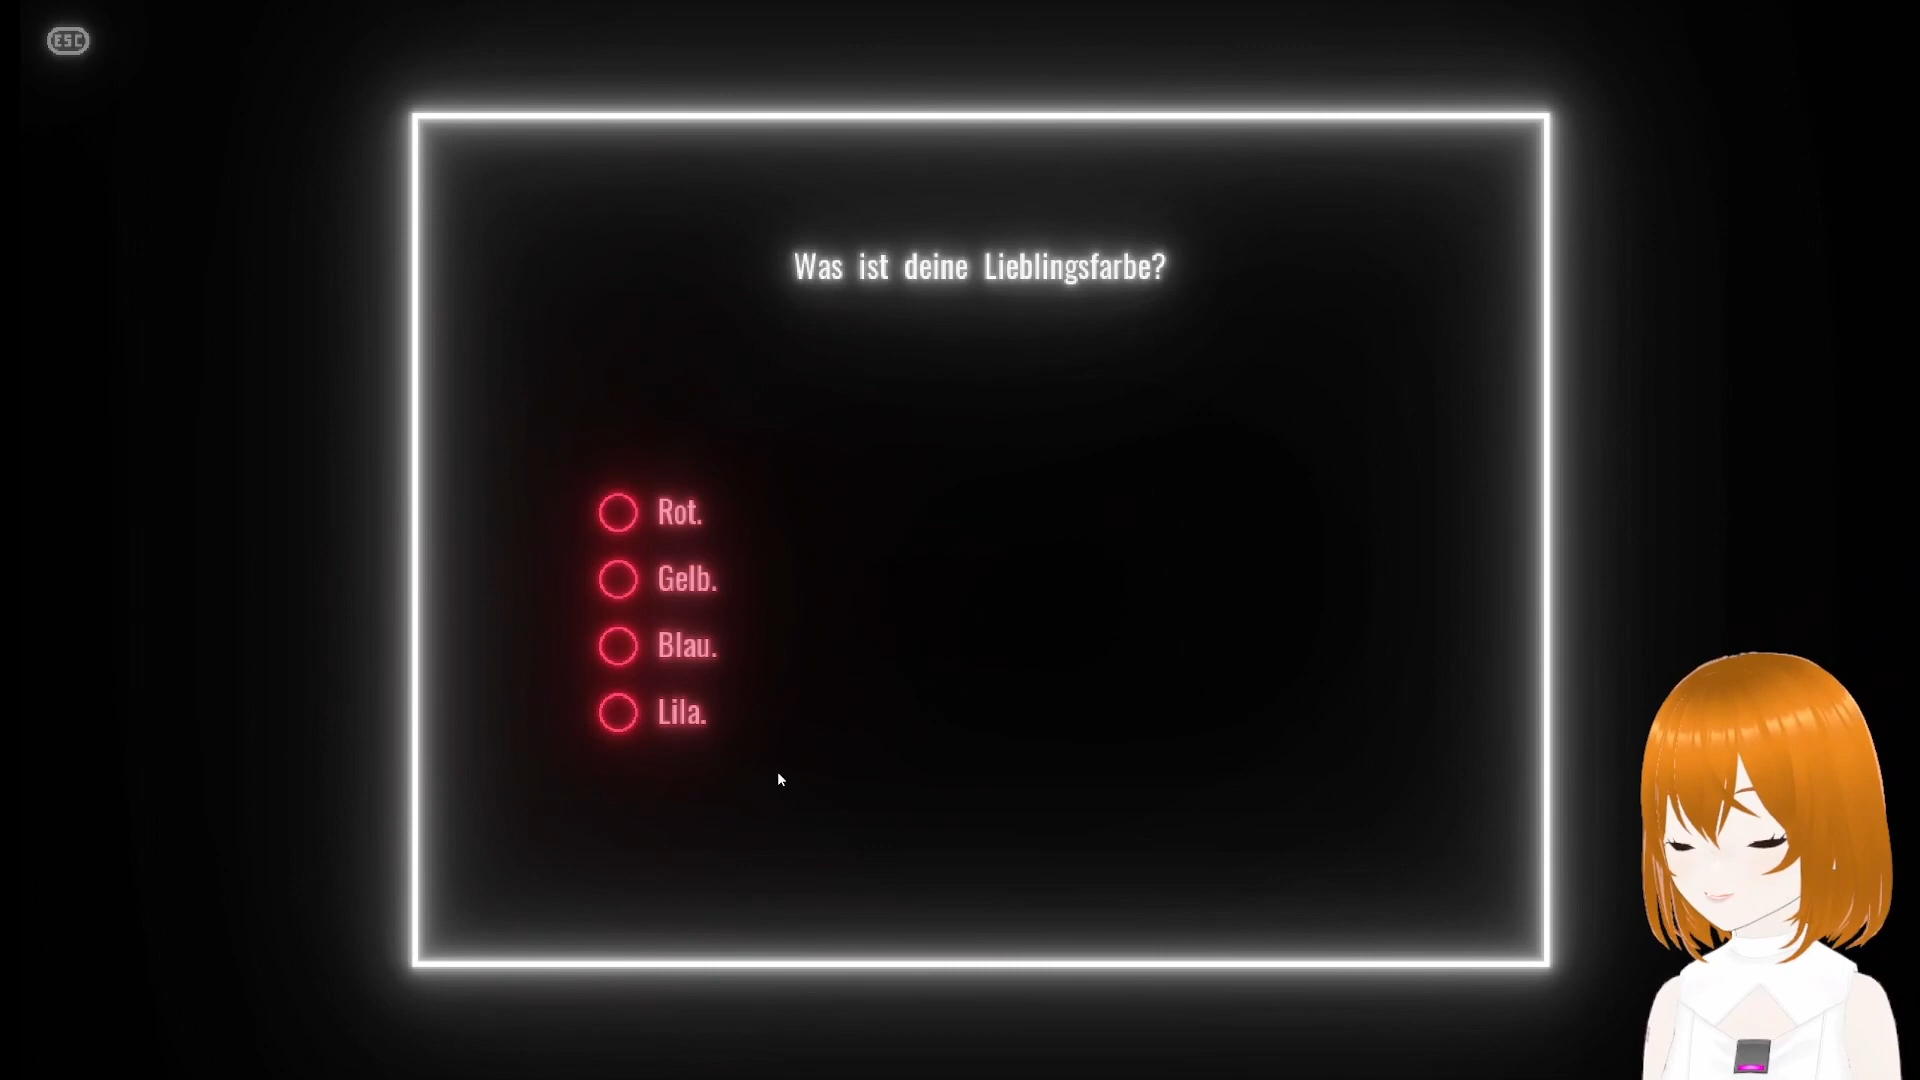 ESC
Was ist deine Lieblingsfarbe?
Rot.
Gelb.
Blau.
Lila.